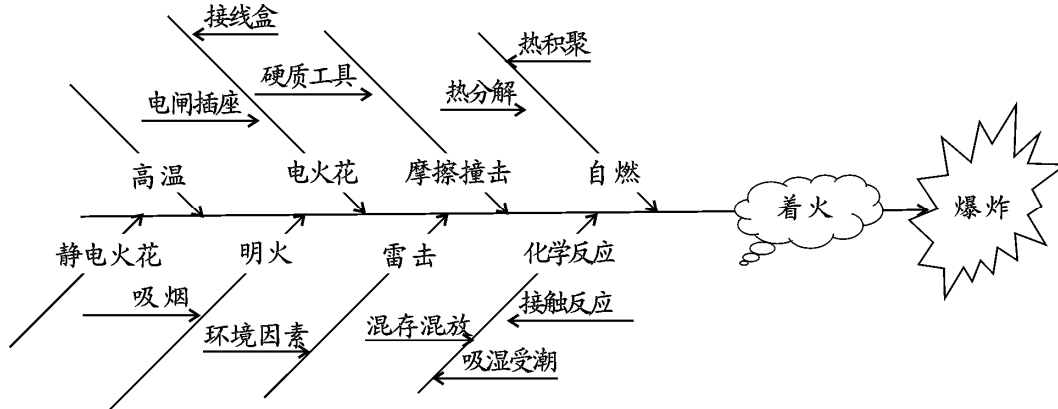 接线盒
热积聚
硬质工具
热分解
电闸插座
高温
电火花
摩擦撞击
自燃
着火
爆炸
静电火花
明火
雷击
化学反应
吸烟
接触反应
环境因素
混存混放
吸湿受潮